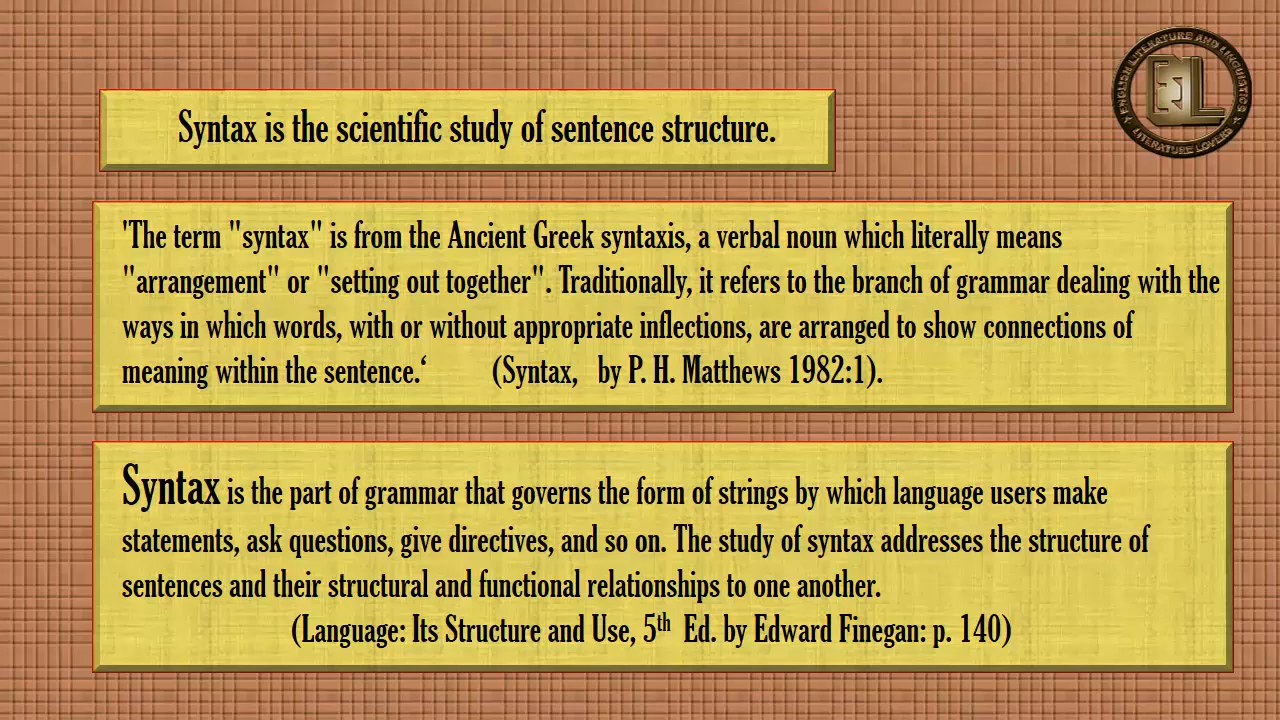 ENGLISH LITERATURE AND LINGUISTICS
LITERATURE LOVERS
Syntax is the scientific study of sentence structure.
'The term "syntax" is from the Ancient Greek syntaxis, a verbal noun which literally means
"arrangement" or "setting out together". Traditionally, it refers to the branch of grammar dealing with the
ways in which words, with or without appropriate inflections, are arranged to show connections of
meaning within the sentence.‘ (Syntax, by P. H. Matthews 1982:1).
Syntax is the part of grammar that governs the form of strings by which language users make
statements, ask questions, give directives, and so on. The study of syntax addresses the structure of
sentences and their structural and functional relationships to one another.
(Language: Its Structure and Use, 5th Ed. by Edward Finegan: p. 140)